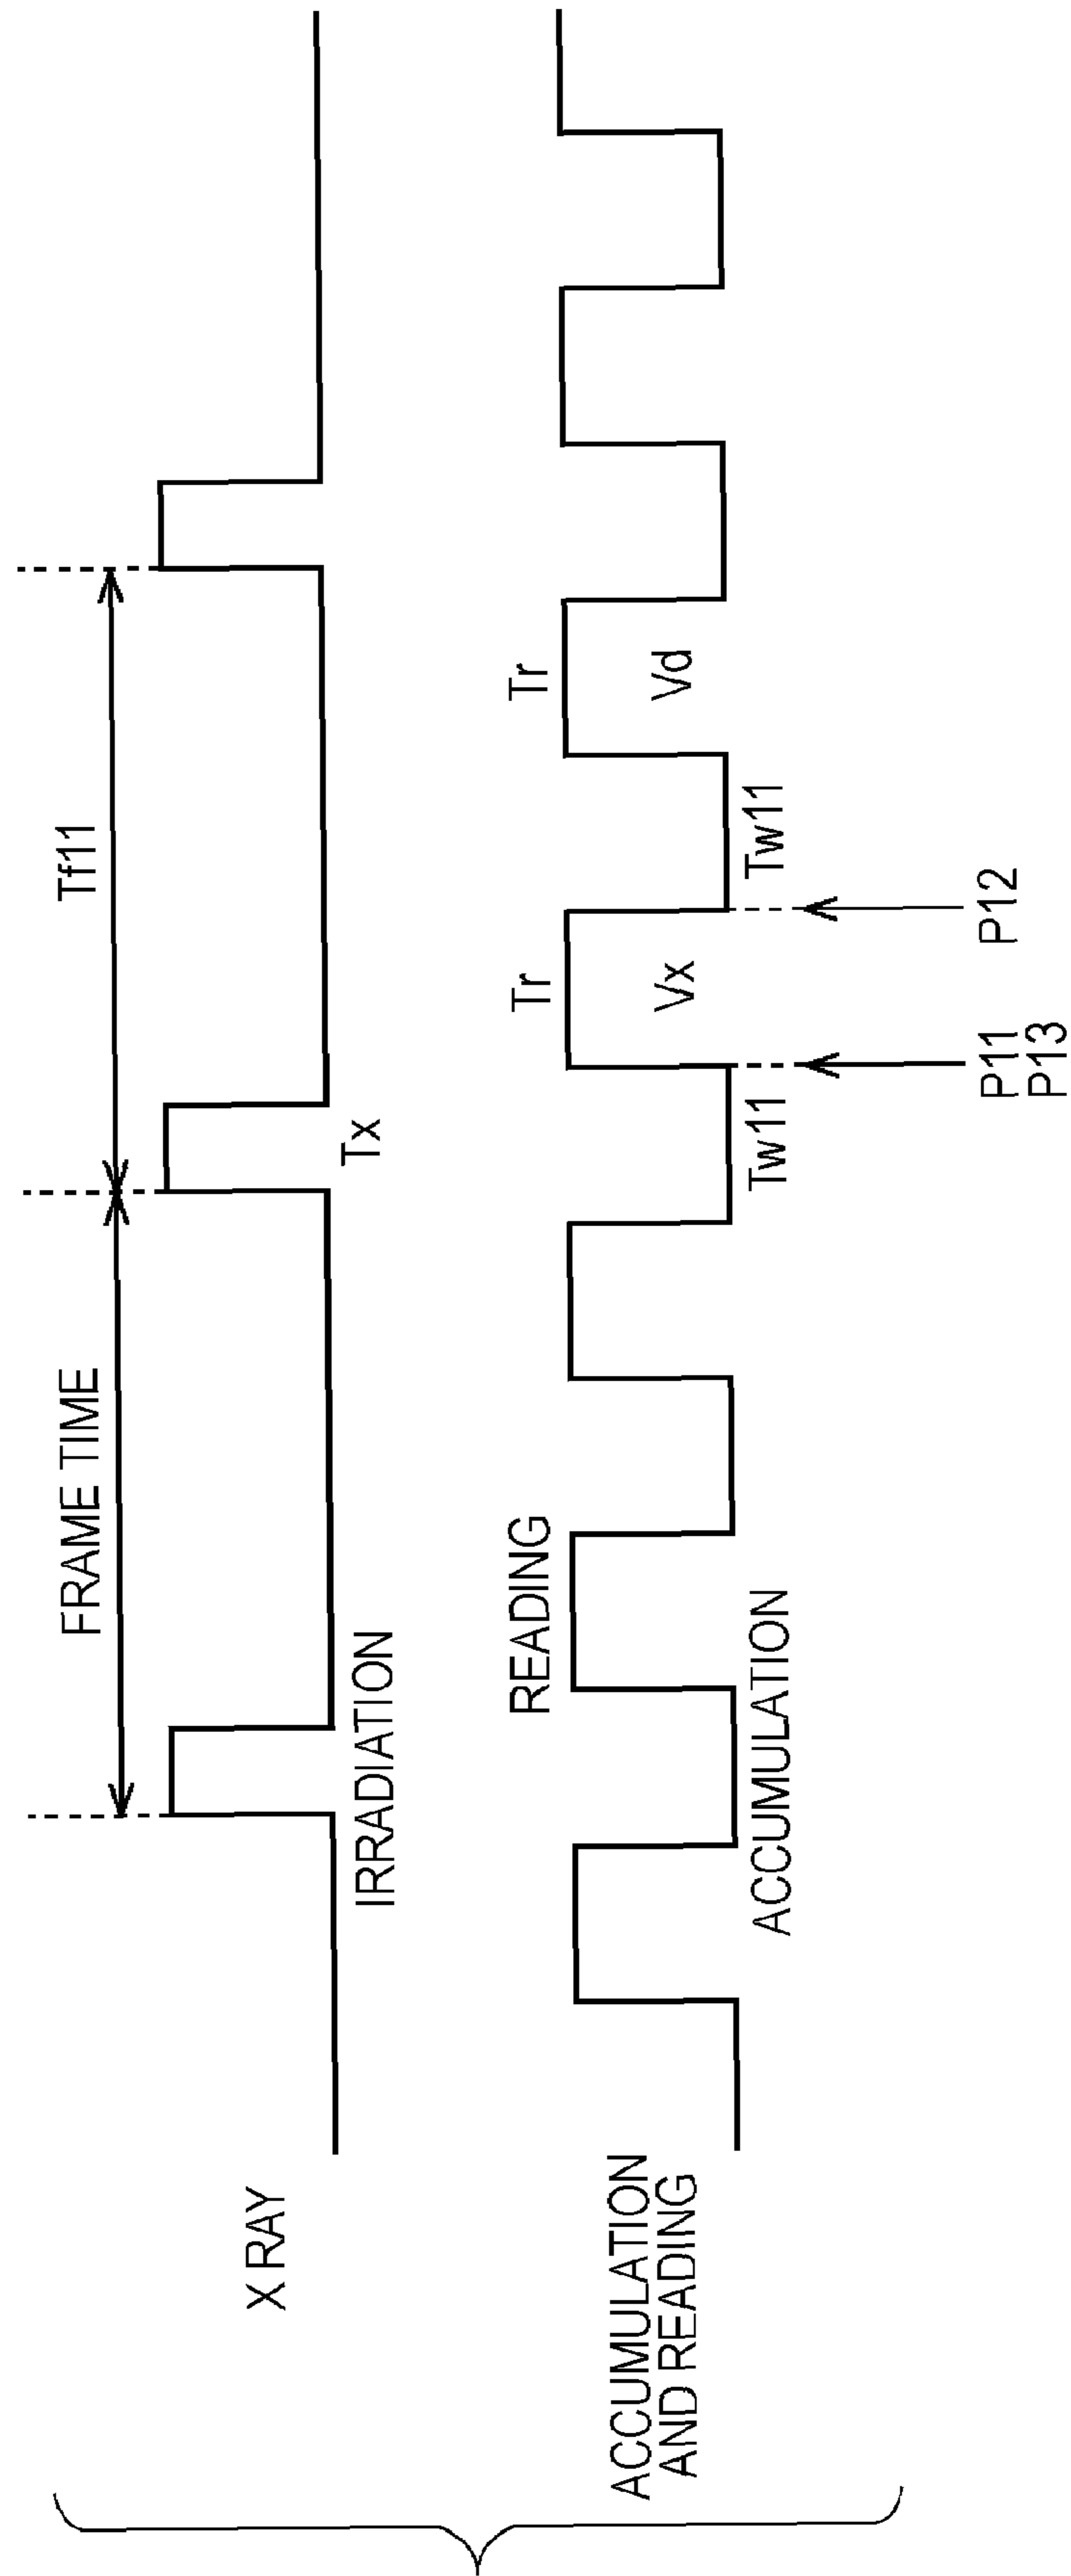 FRAME TIME
Tf11
X RAY
IRRADIATION
Tx
READING
Tr
Tr
ACCUMULATION
AND READING
Vx
Vd
ACCUMULATION
Tw11
Tw11
P11
P13
P12